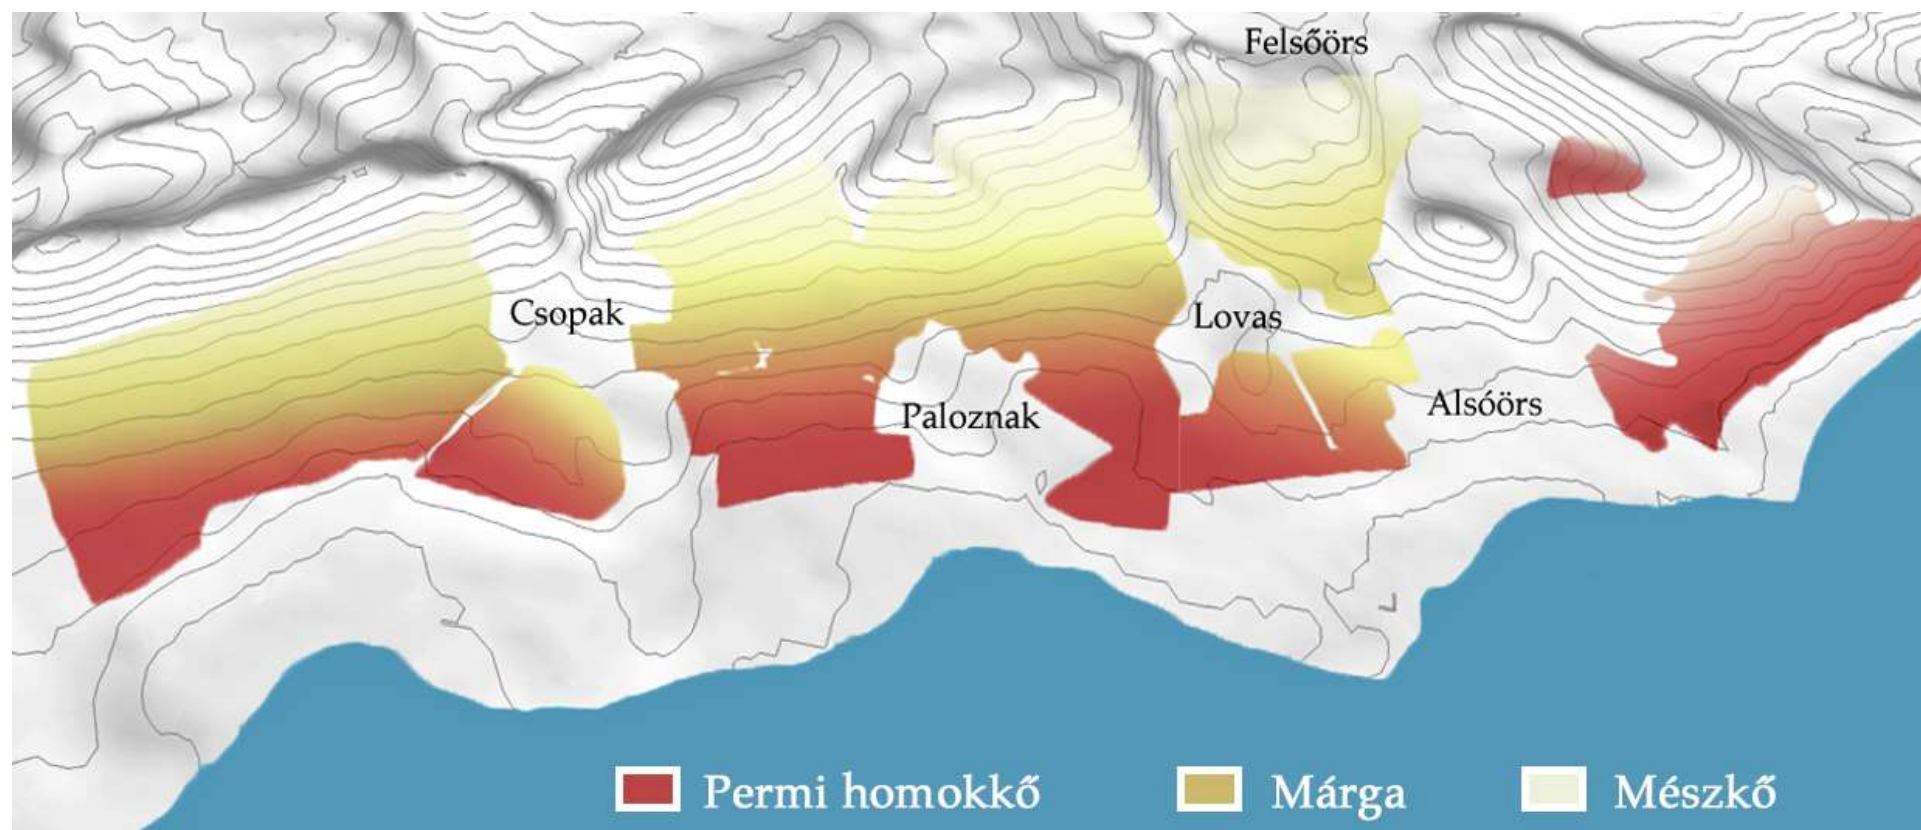 Felsőörs
Csopak
Lovas
Paloznak
Alsóörs
Permi homokkő
Márga
Mészkő